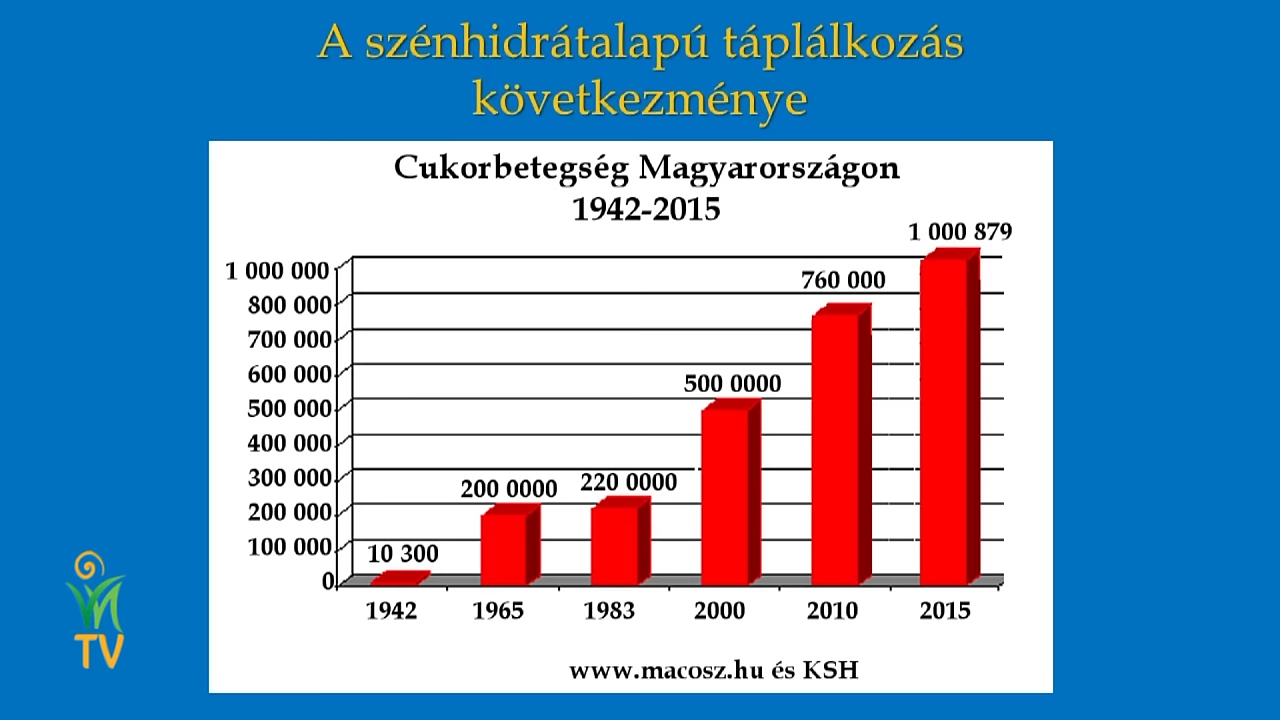 A szénhidrátalapú táplálkozás
következménye
Cukorbetegség Magyarországon
1942-2015
1 000 879
1 000 000
760 000
800 000
700 000
600 000
500 0000
500 000
400 000
300 000
200 0000
220 0000
200 000
100 000
10 300
0
1942 1965 1983 2000 2010 2015
www.macosz.hu és KSH
TV